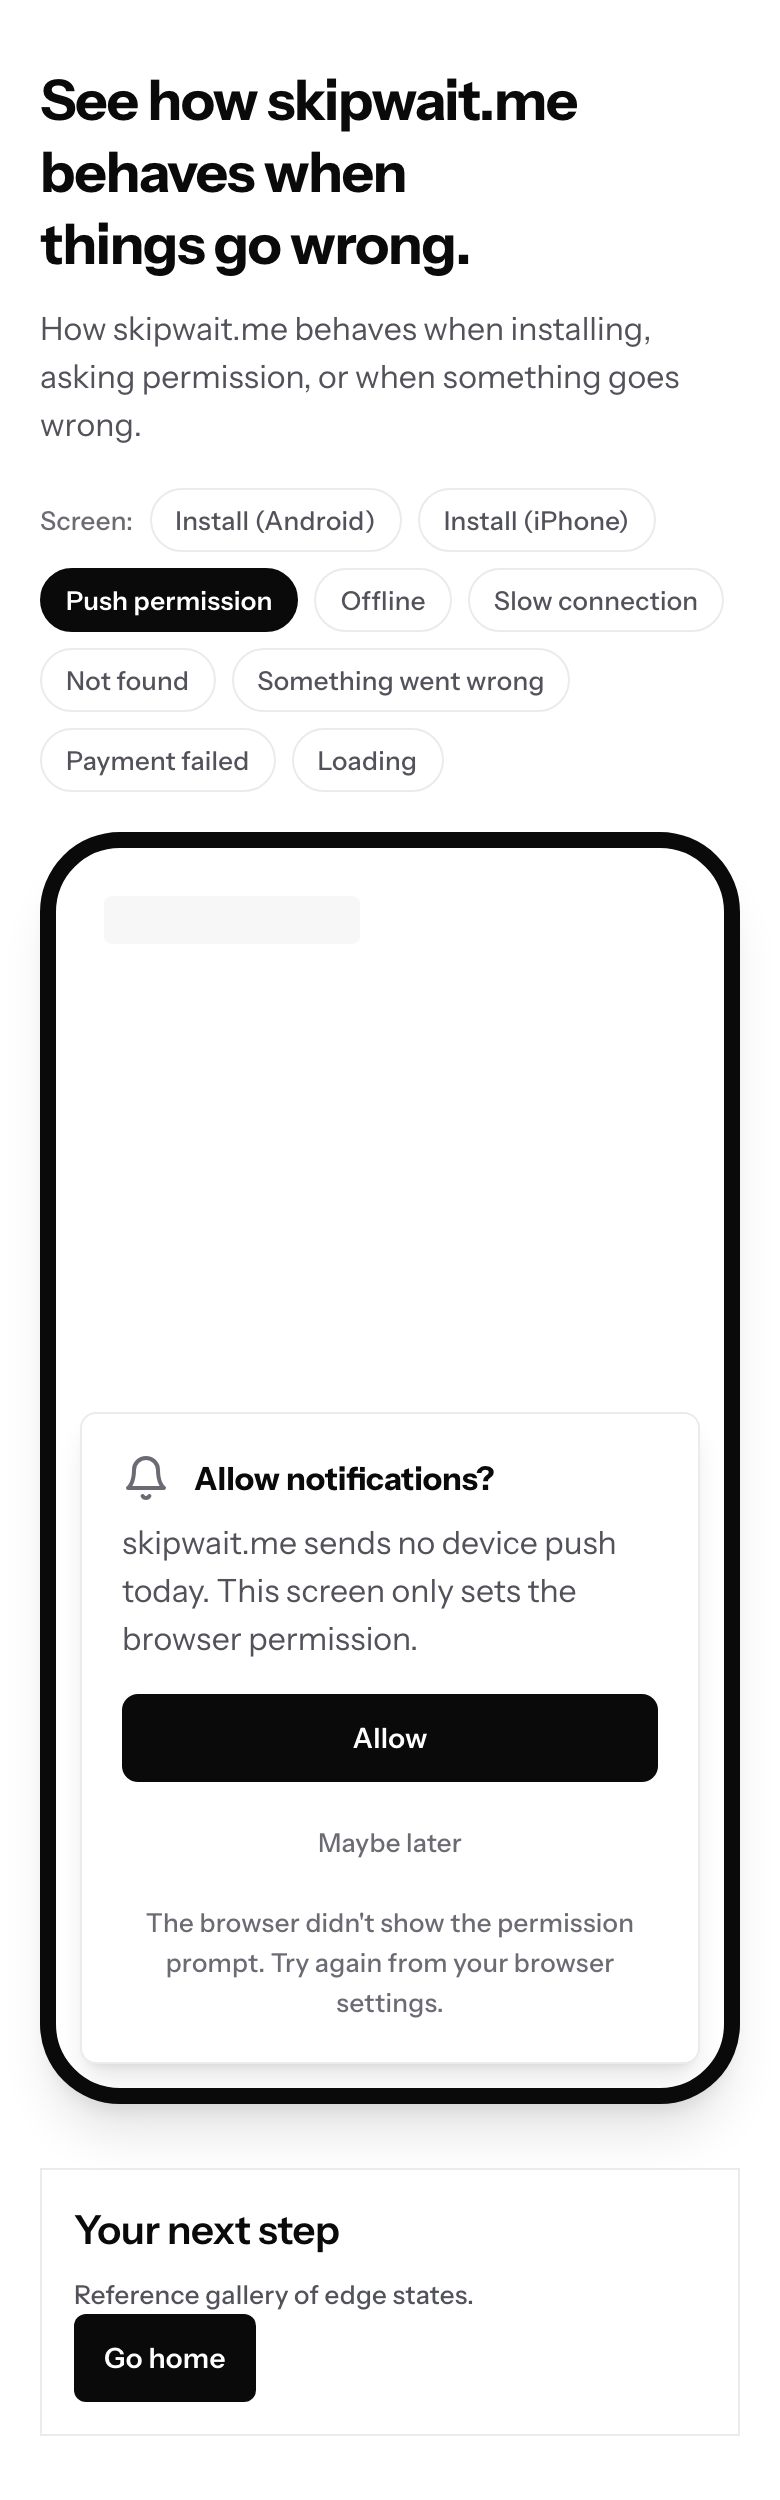 See how skipwait.me
behaves when
things go wrong.
How skipwait.me behaves when installing,
asking permission, or when something goes
wrong.
Screen: Install (Android) Install (iPhone)
Push permission Offline Slow connection
Not found Something went wrong
Payment failed Loading
Allow notifications?
skipwait.me sends no device push
today. This screen only sets the
browser permission.
Allow
Maybe later
The browser didn't show the permission
prompt. Try again from your browser
settings.
Your next step
Reference gallery of edge states.
Go home